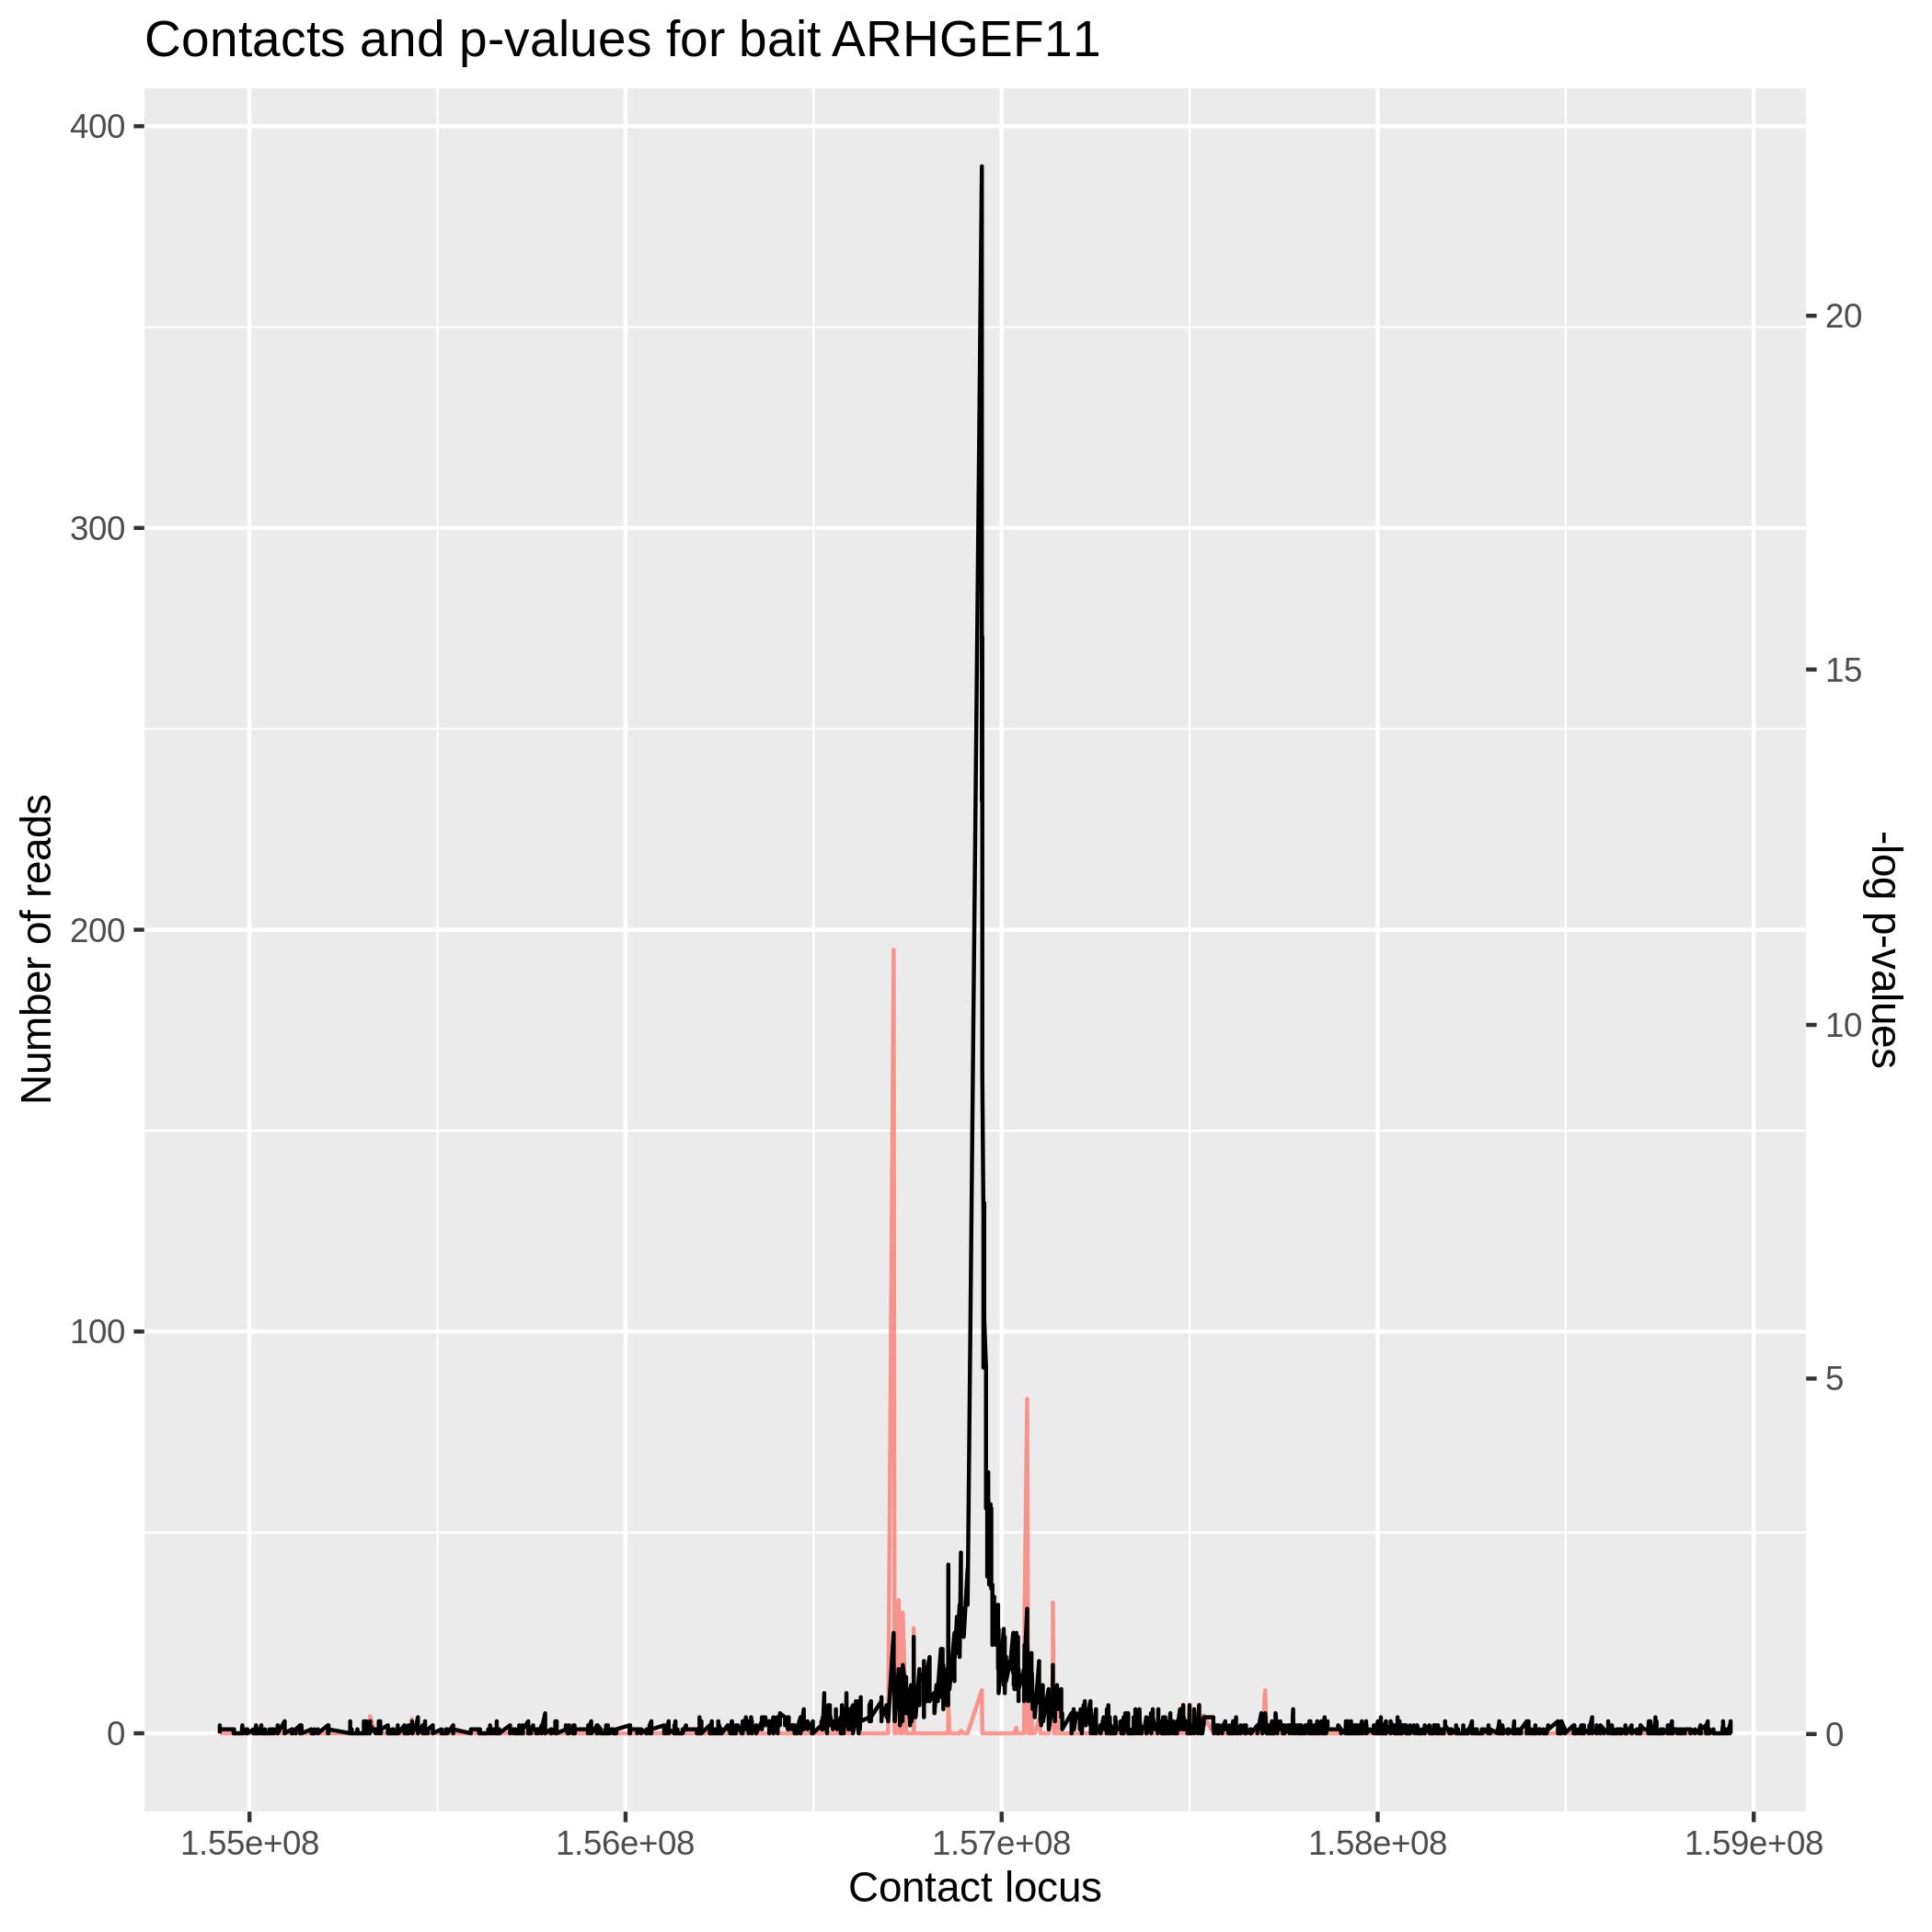 Contacts and p-values for bait ARHGEF11
400
300
200
100
0
Number of reads
20
15
10
5
0
-log p-values
1.55e+08 1.56e+08 1.57e+08 1.58e+08 1.59e+08
Contact locus